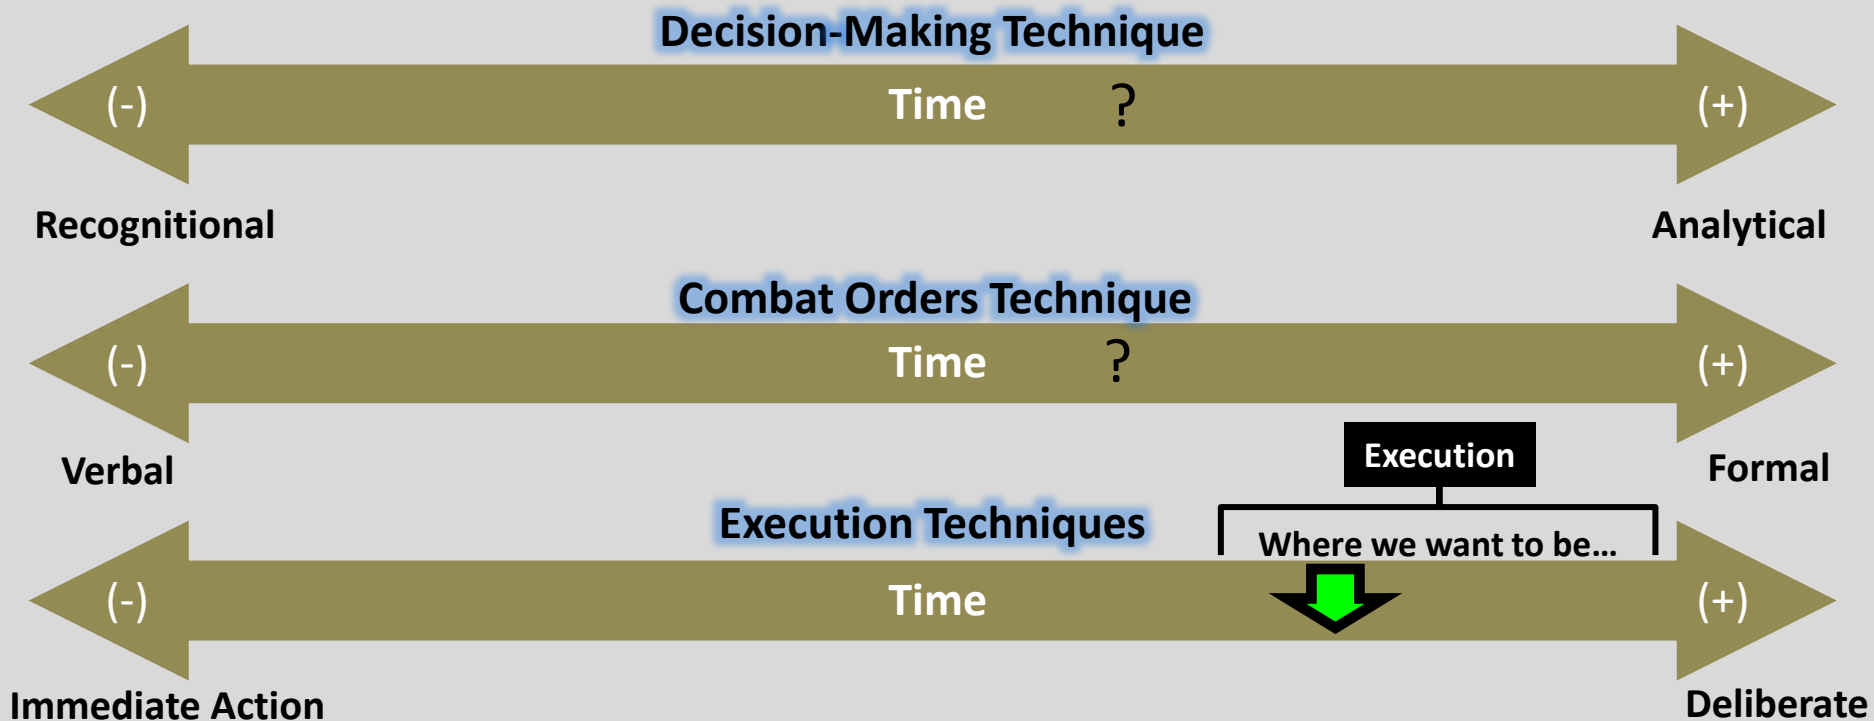 Decision-Making Technique
(-) Time ? (+)
Recognitional Analytical
Combat Orders Technique
(-) Time ? (+)
Verbal Formal
Execution
Execution Techniques
Where we want to be…
(-) Time (+)
Immediate Action Deliberate